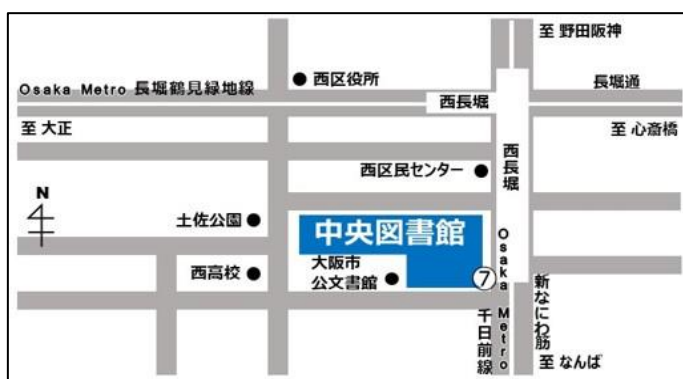 至 野田阪神
西区役所
Osaka Metro 長堀鶴見緑地線
長堀通
西長堀
至 大正
至 心斎橋
西長堀
西区民センター
N
土佐公園
中央図書館
西高校
大阪市
公文書館
7
Osaka Metro
千日前線
新なにわ筋
至 なんば